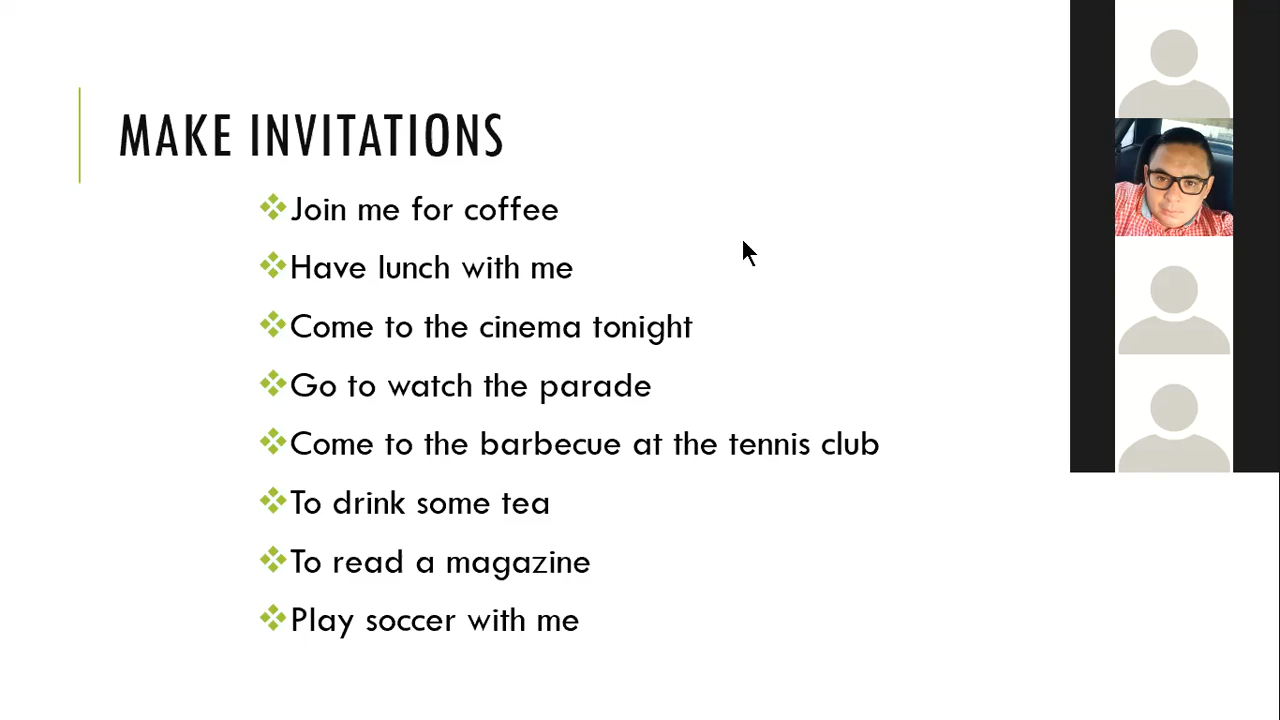 MAKE INVITATIONS
Join me for coffee
Have lunch with me
Come to the cinema tonight
Go to watch the parade
Come to the barbecue at the tennis club
To drink some tea
To read a magazine
Play soccer with me